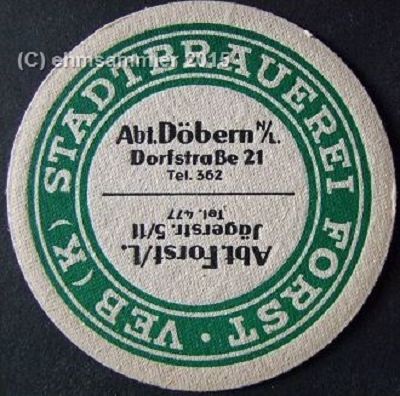 (C) ehmsammler 2015
VEB (K) STADTBRAUEREI FORST ·
Abt. Döbern N/L.
Dorfstraße 21
Tel. 362
Abt. Forst/L.
Jägerstr. 5/11
Tel. 477